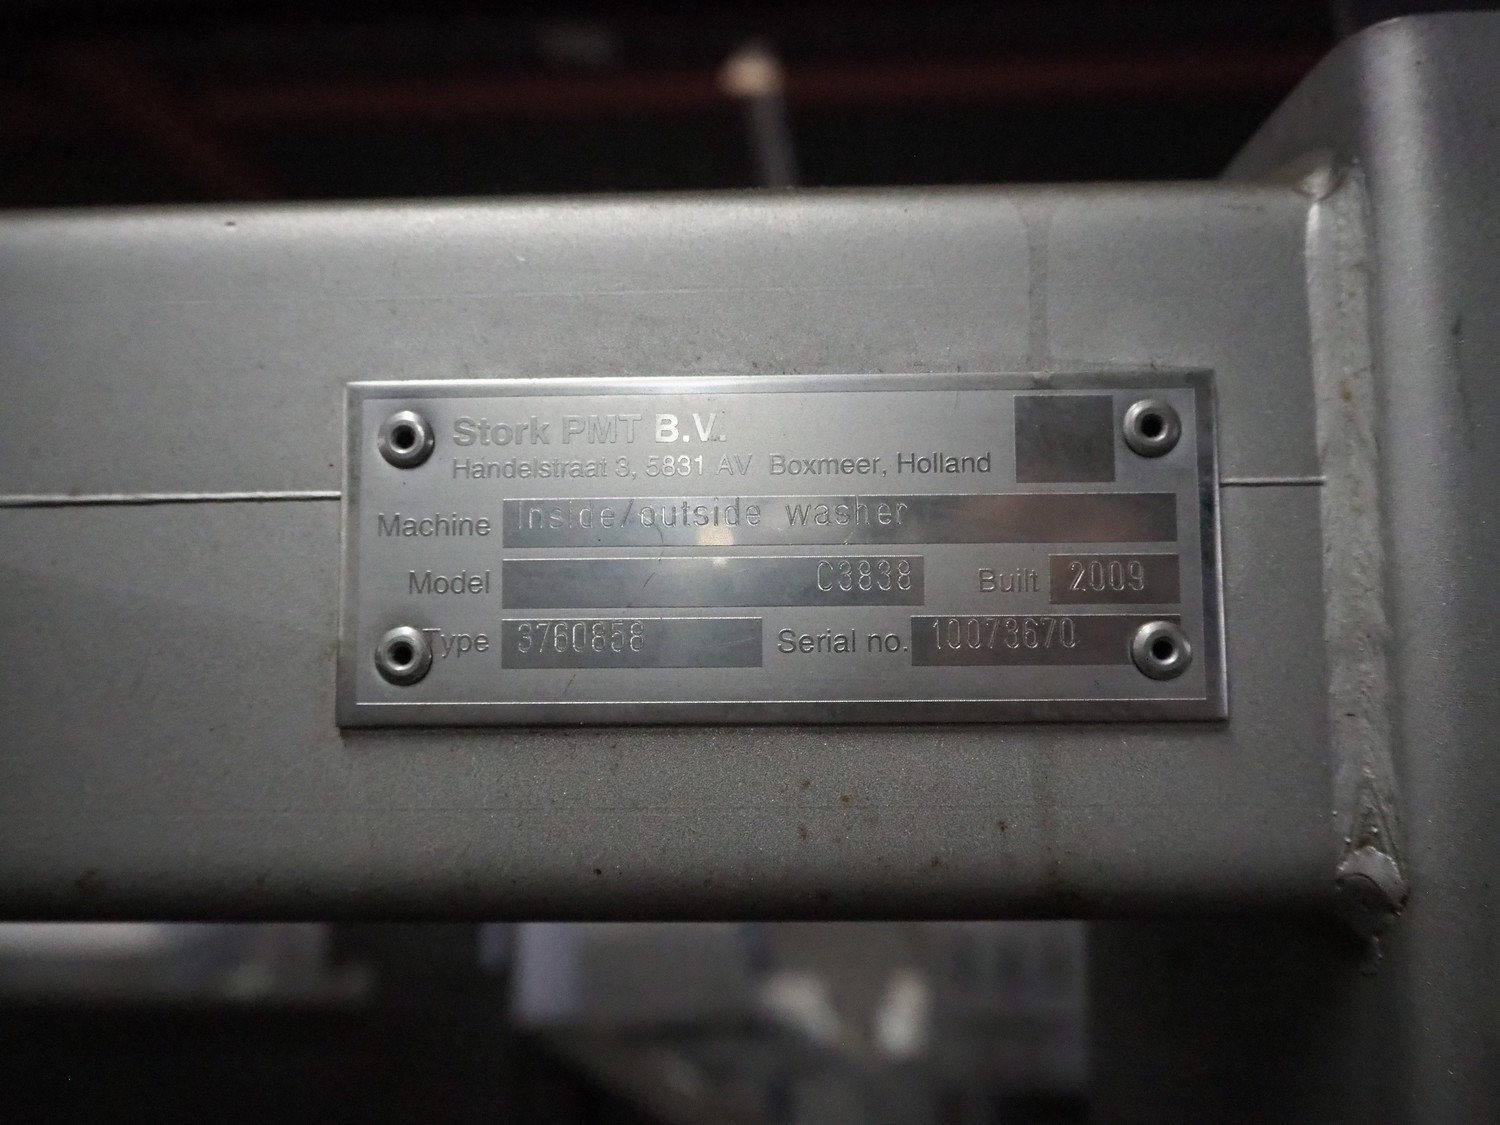 Stork PMT B.V.
Handelstraat 3, 5831 AV Boxmeer, Holland
Machine Inside/outside washer
Model C3838 Built 2009
Type 3760858 Serial no. 10073670